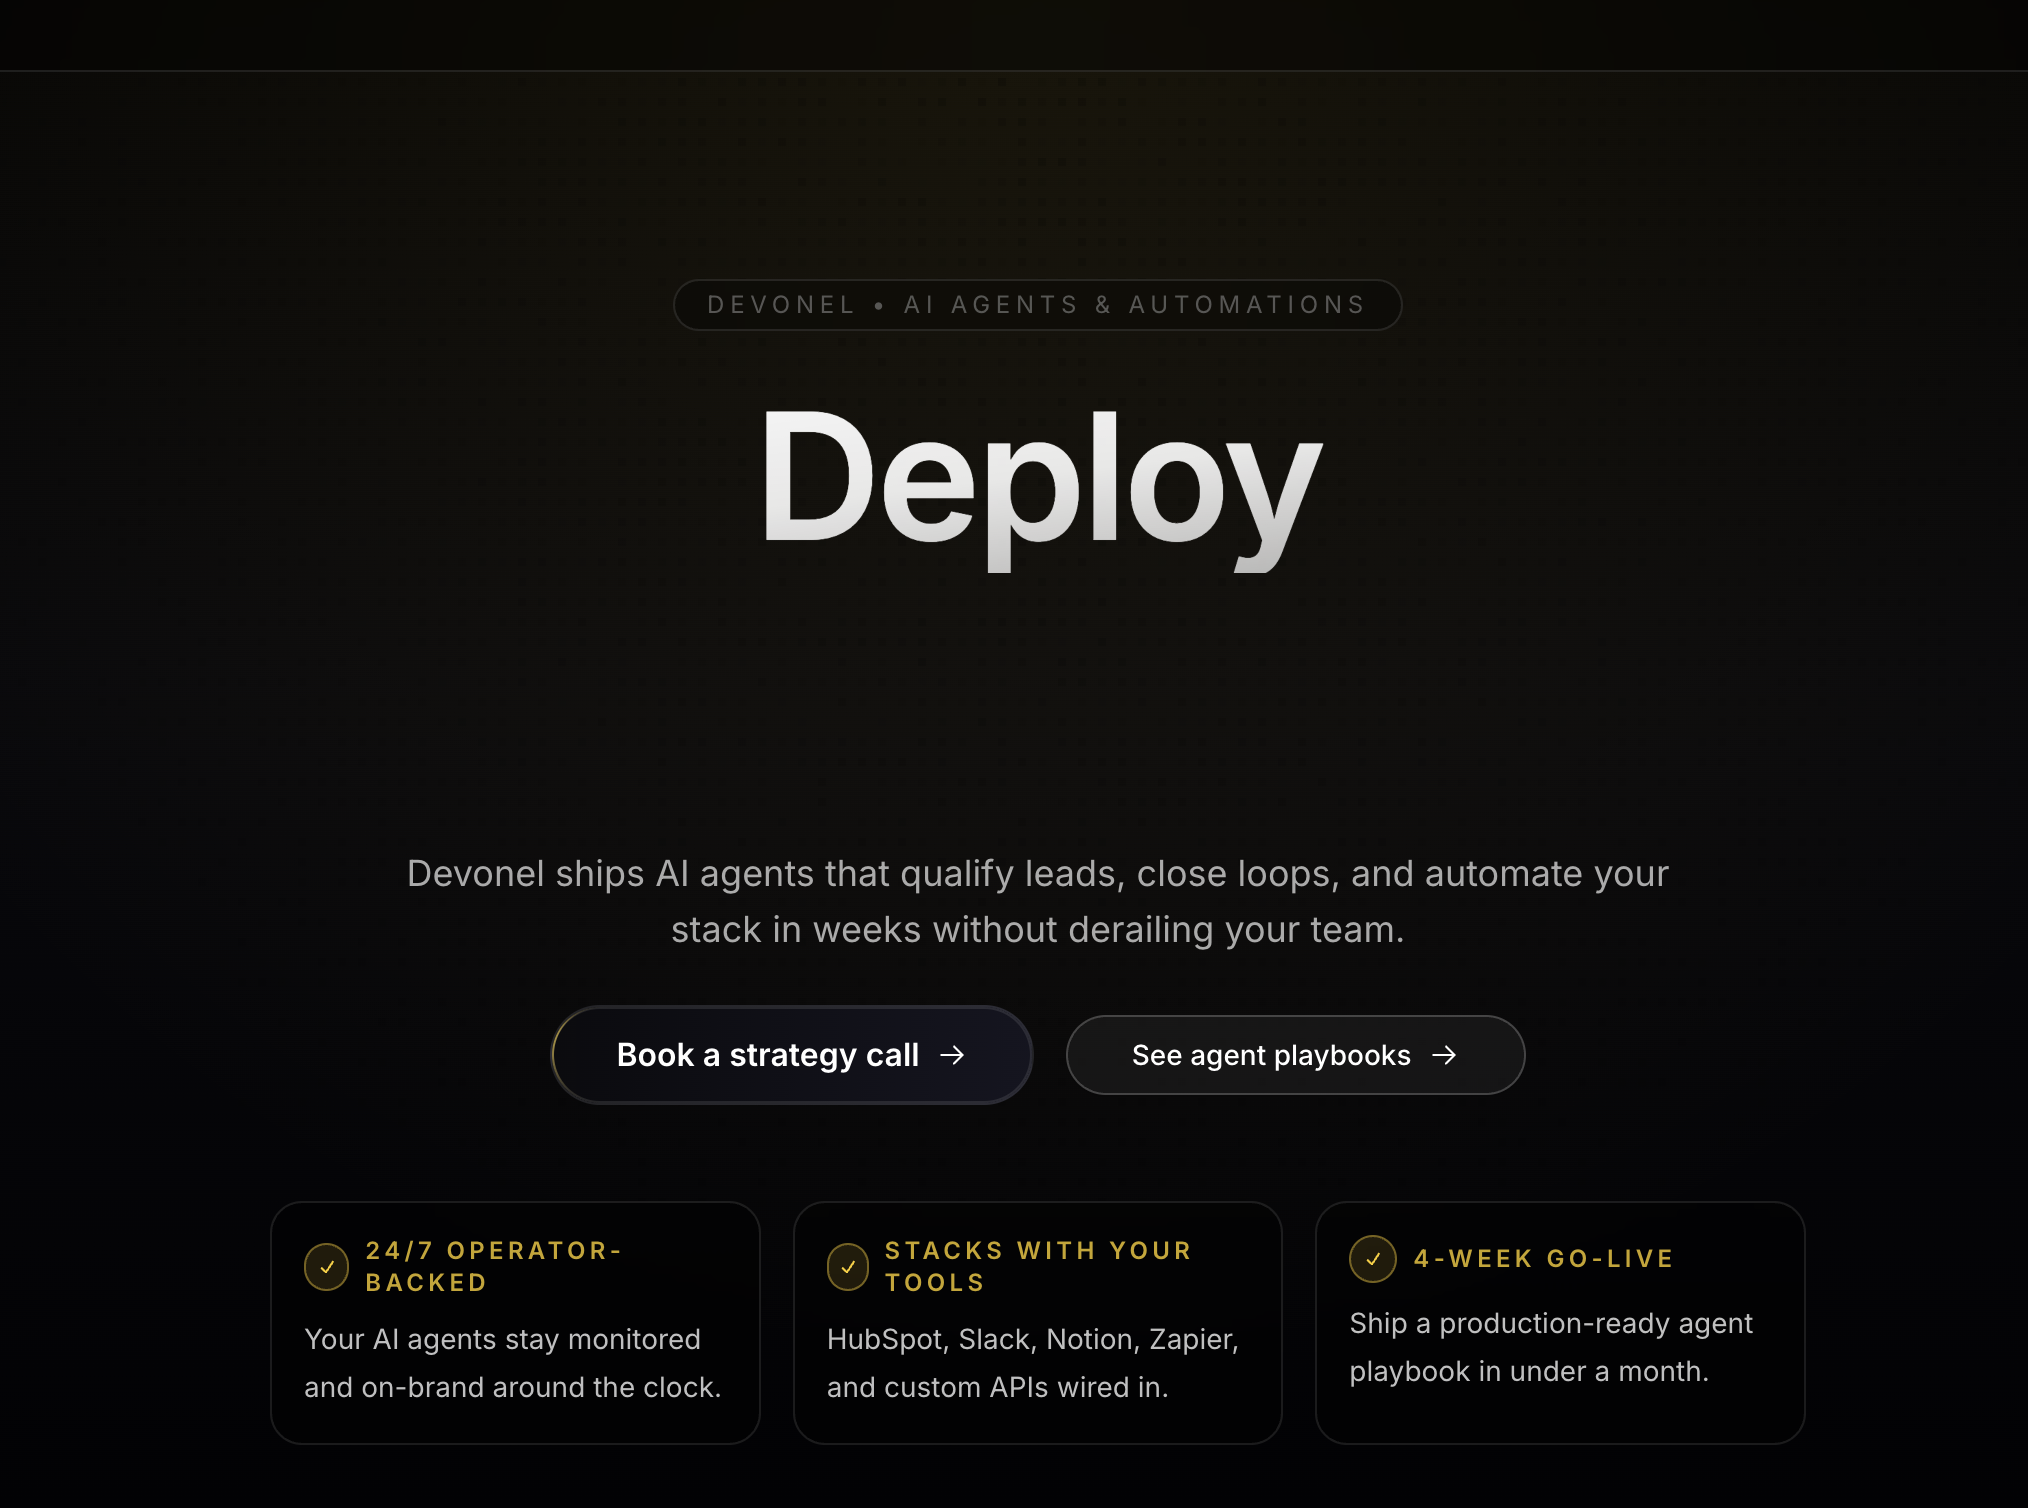 DEVONEL • AI AGENTS & AUTOMATIONS
Deploy
Devonel ships AI agents that qualify leads, close loops, and automate your
stack in weeks without derailing your team.
Book a strategy call →
See agent playbooks →
24/7 OPERATOR-
BACKED
Your AI agents stay monitored
and on-brand around the clock.
STACKS WITH YOUR
TOOLS
HubSpot, Slack, Notion, Zapier,
and custom APIs wired in.
4-WEEK GO-LIVE
Ship a production-ready agent
playbook in under a month.